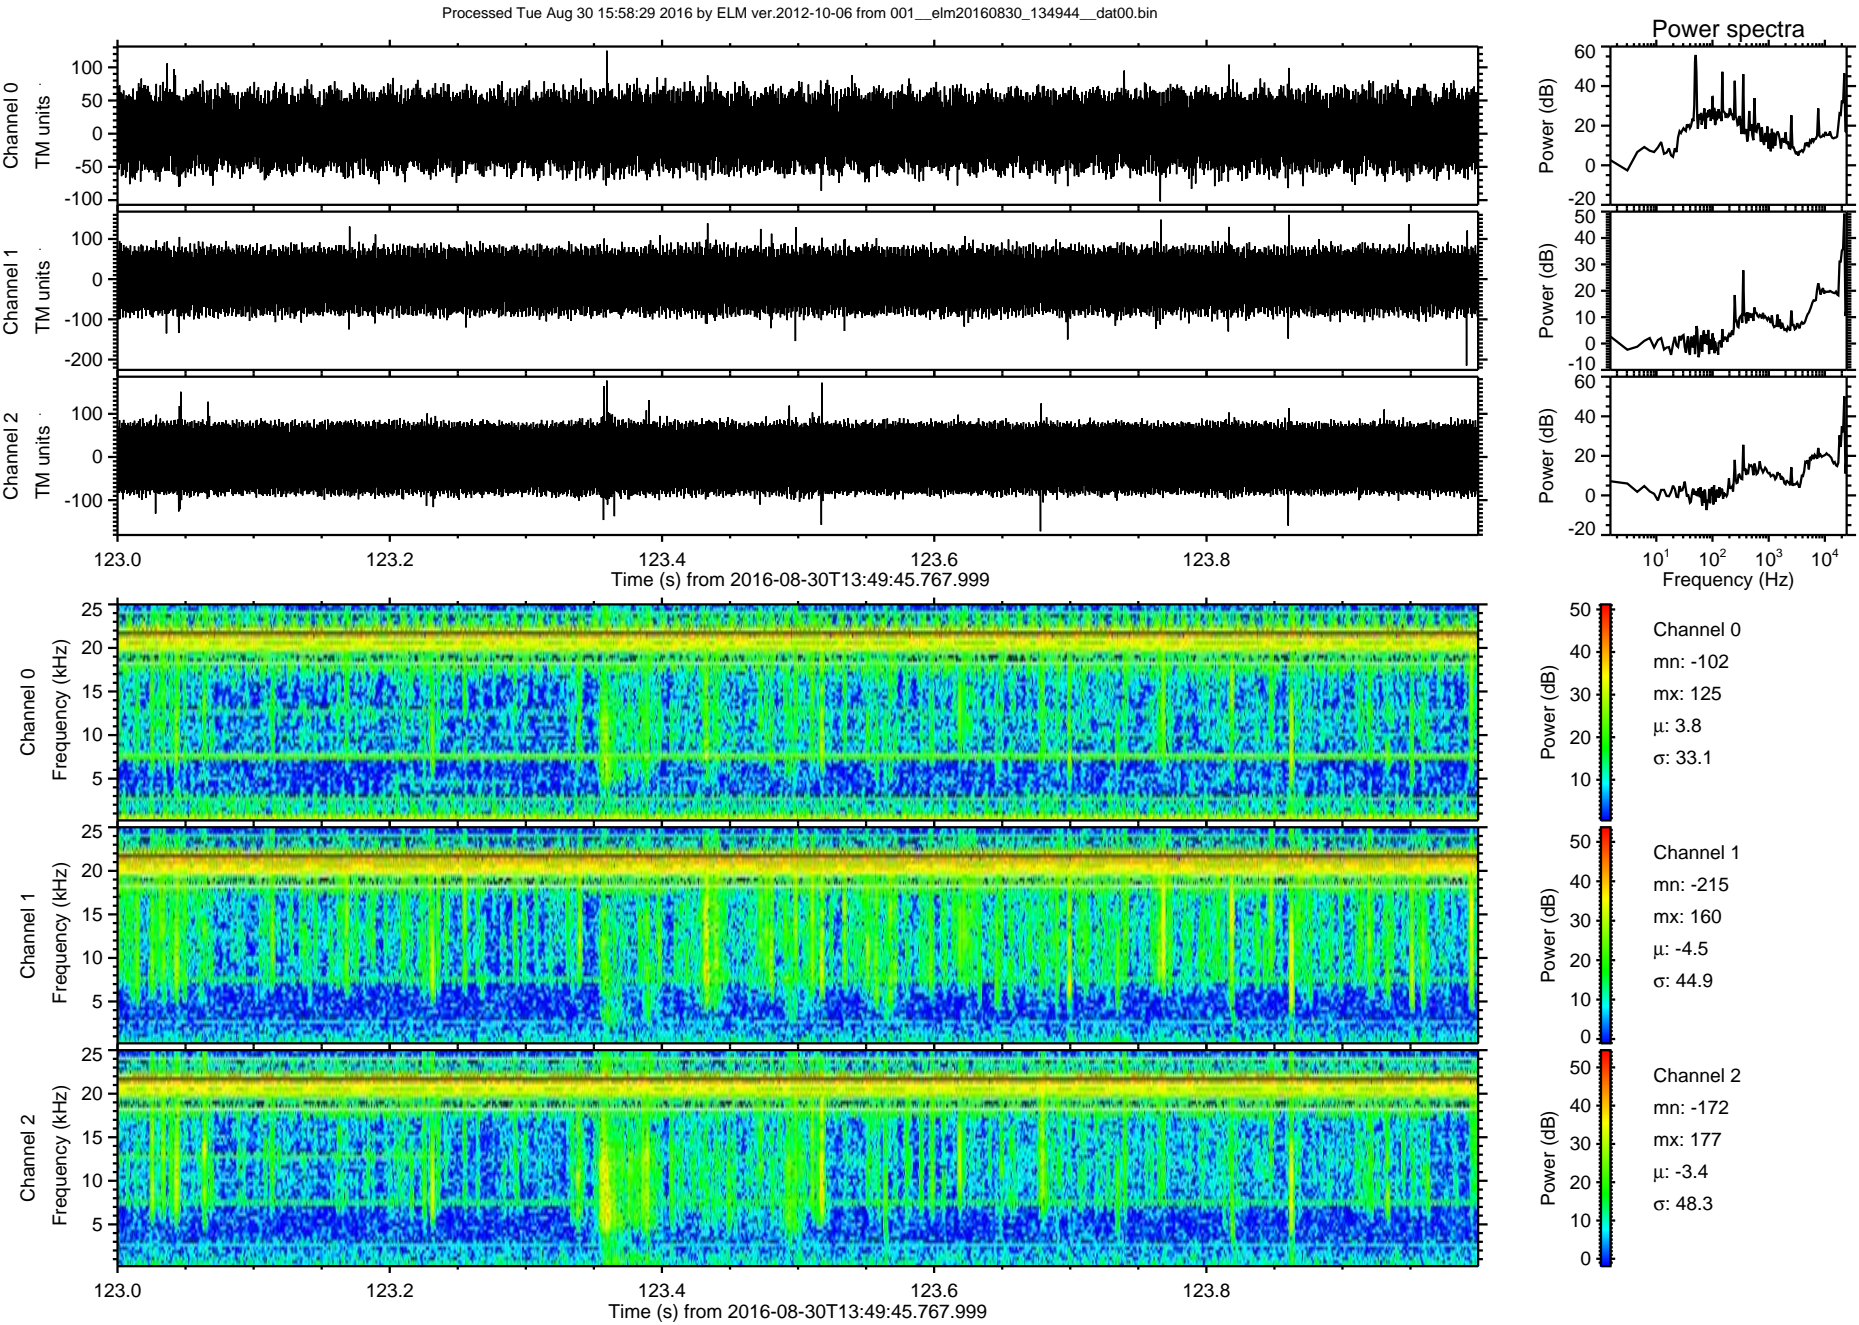 Processed Tue Aug 30 15:58:29 2016 by ELM ver.2012-10-06 from 001__elm20160830_134944__dat00.bin
Power spectra
Channel 0
TM units
100
50
0
-50
-100
Power (dB)
60
40
20
0
-20
Channel 1
TM units
100
0
-100
-200
Power (dB)
50
40
30
20
10
0
-10
Channel 2
TM units
100
0
-100
Power (dB)
60
40
20
0
-20
123.0 123.2 123.4 123.6 123.8
Time (s) from 2016-08-30T13:49:45.767.999
10^1 10^2 10^3 10^4
Frequency (Hz)
Channel 0
Frequency (kHz)
25
20
15
10
5
Power (dB)
50
40
30
20
10
Channel 0
mn: -102
mx: 125
μ: 3.8
σ: 33.1
Channel 1
Frequency (kHz)
25
20
15
10
5
Power (dB)
50
40
30
20
10
0
Channel 1
mn: -215
mx: 160
μ: -4.5
σ: 44.9
Channel 2
Frequency (kHz)
25
20
15
10
5
Power (dB)
50
40
30
20
10
0
Channel 2
mn: -172
mx: 177
μ: -3.4
σ: 48.3
123.0 123.2 123.4 123.6 123.8
Time (s) from 2016-08-30T13:49:45.767.999